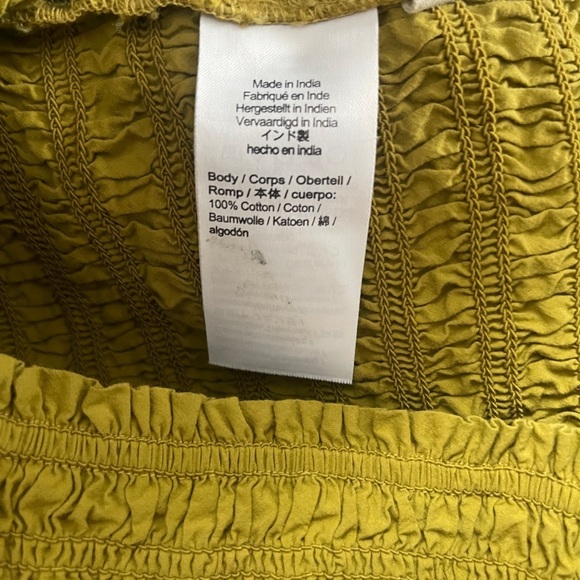 Made in India
Fabriqué en Inde
Hergestellt in Indien
Vervaardigd in India
インド製
hecho en india
Body / Corps / Oberteil /
Romp / 本体 / cuerpo:
100% Cotton / Coton /
Baumwolle / Katoen / 綿 /
algodón